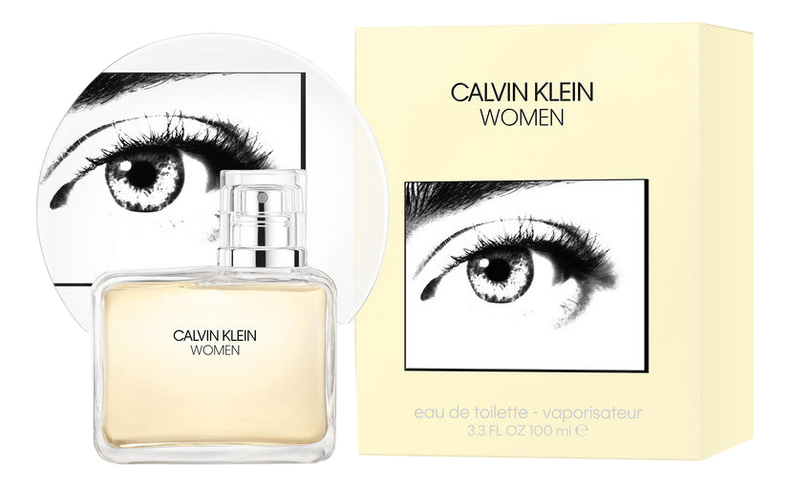 CALVIN KLEIN
WOMEN
CALVIN KLEIN
WOMEN
eau de toilette - vaporisateur
3.3 FL OZ 100 ml ℮